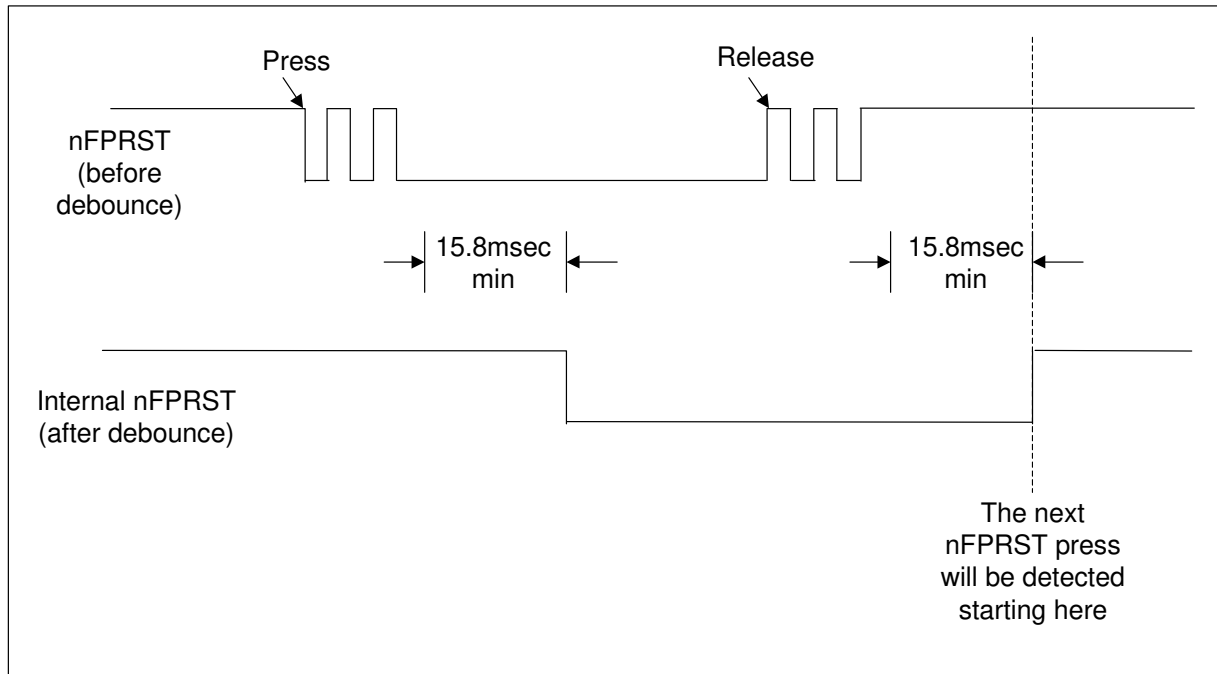 Press
Release
nFPRST
(before
debounce)
15.8msec
min
15.8msec
min
Internal nFPRST
(after debounce)
The next
nFPRST press
will be detected
starting here